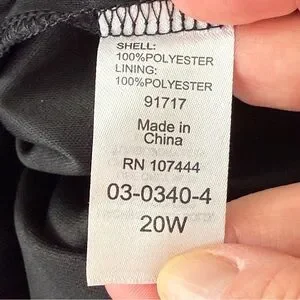 SHELL:
100%POLYESTER
LINING:
100%POLYESTER
91717
Made in
China
RN 107444
03-0340-4
20W